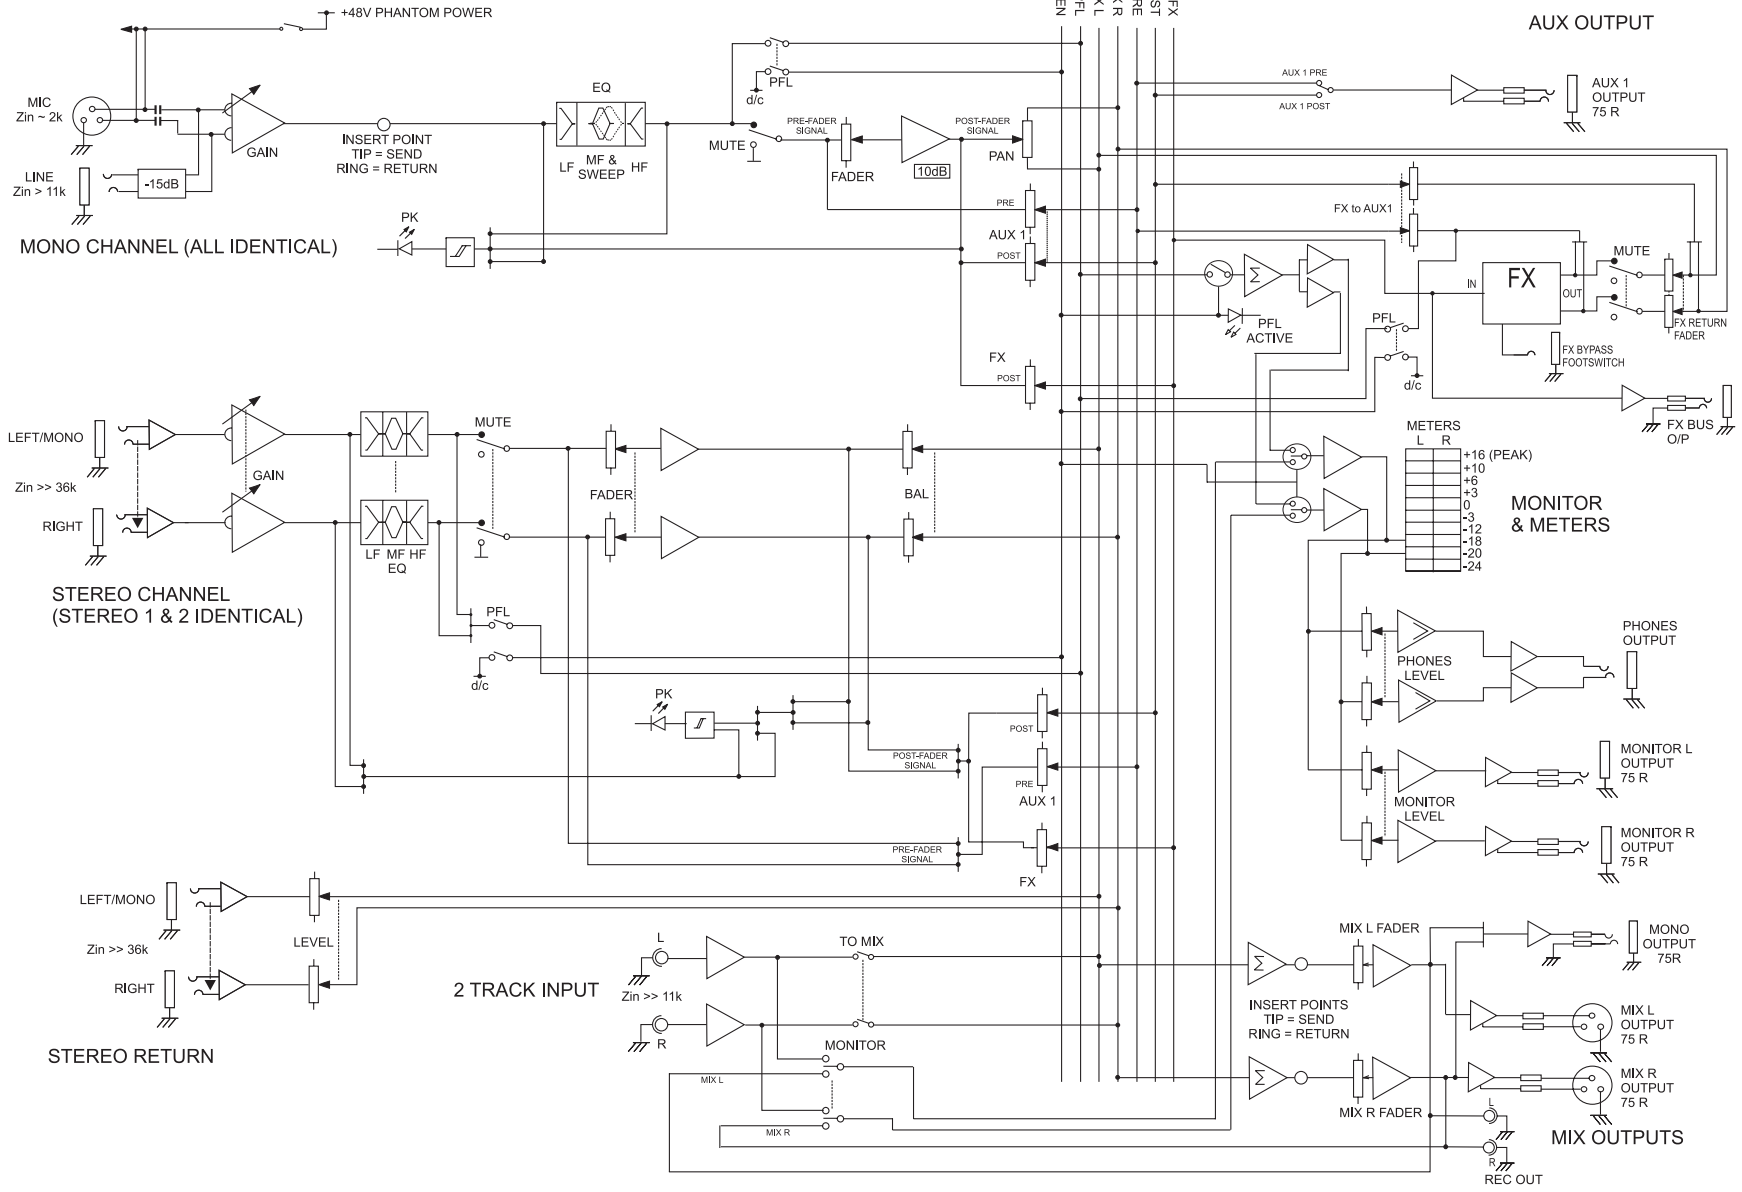 +48V PHANTOM POWER
EN
FL
K L
K R
RE
ST
FX
AUX OUTPUT
MIC
Zin ~ 2k
GAIN
INSERT POINT
TIP = SEND
RING = RETURN
EQ
LF
MF &
SWEEP
HF
PFL
d/c
MUTE
PRE-FADER
SIGNAL
FADER
10dB
POST-FADER
SIGNAL
PAN
AUX 1 PRE
AUX 1 POST
AUX 1
OUTPUT
75 R
LINE
Zin > 11k
-15dB
MONO CHANNEL (ALL IDENTICAL)
PK
PRE
AUX 1
POST
FX to AUX1
Σ
PFL
ACTIVE
IN
FX
OUT
MUTE
FX RETURN
FADER
PFL
d/c
FX BYPASS
FOOTSWITCH
FX
POST
FX BUS
O/P
LEFT/MONO
Zin >> 36k
RIGHT
GAIN
LF MF HF
EQ
MUTE
FADER
BAL
METERS
L R
+16 (PEAK)
+10
+6
+3
0
-3
-12
-18
-20
-24
MONITOR
& METERS
STEREO CHANNEL
(STEREO 1 & 2 IDENTICAL)
PFL
d/c
PK
POST-FADER
SIGNAL
POST
PRE
AUX 1
PRE-FADER
SIGNAL
FX
PHONES
LEVEL
PHONES
OUTPUT
MONITOR
LEVEL
MONITOR L
OUTPUT
75 R
MONITOR R
OUTPUT
75 R
LEFT/MONO
Zin >> 36k
RIGHT
LEVEL
STEREO RETURN
2 TRACK INPUT
L
Zin >> 11k
R
TO MIX
MONITOR
MIX L
MIX R
Σ
INSERT POINTS
TIP = SEND
RING = RETURN
Σ
MIX L FADER
MIX R FADER
MONO
OUTPUT
75R
MIX L
OUTPUT
75 R
MIX R
OUTPUT
75 R
L
R
REC OUT
MIX OUTPUTS